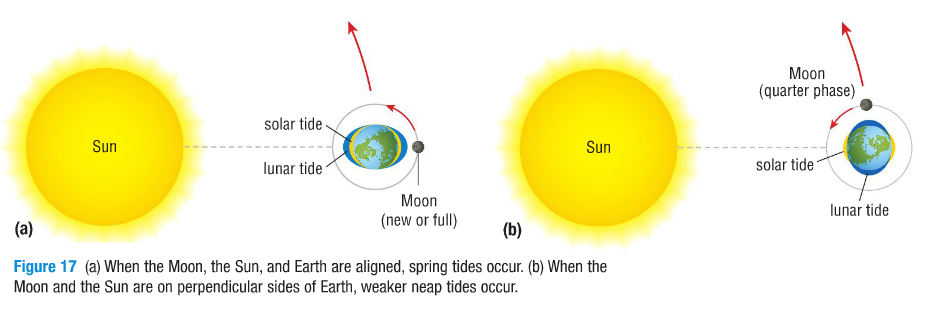 Sun
solar tide
lunar tide
Moon
(new or full)
(a)
Sun
Moon
(quarter phase)
solar tide
lunar tide
(b)
Figure 17 (a) When the Moon, the Sun, and Earth are aligned, spring tides occur. (b) When the
Moon and the Sun are on perpendicular sides of Earth, weaker neap tides occur.